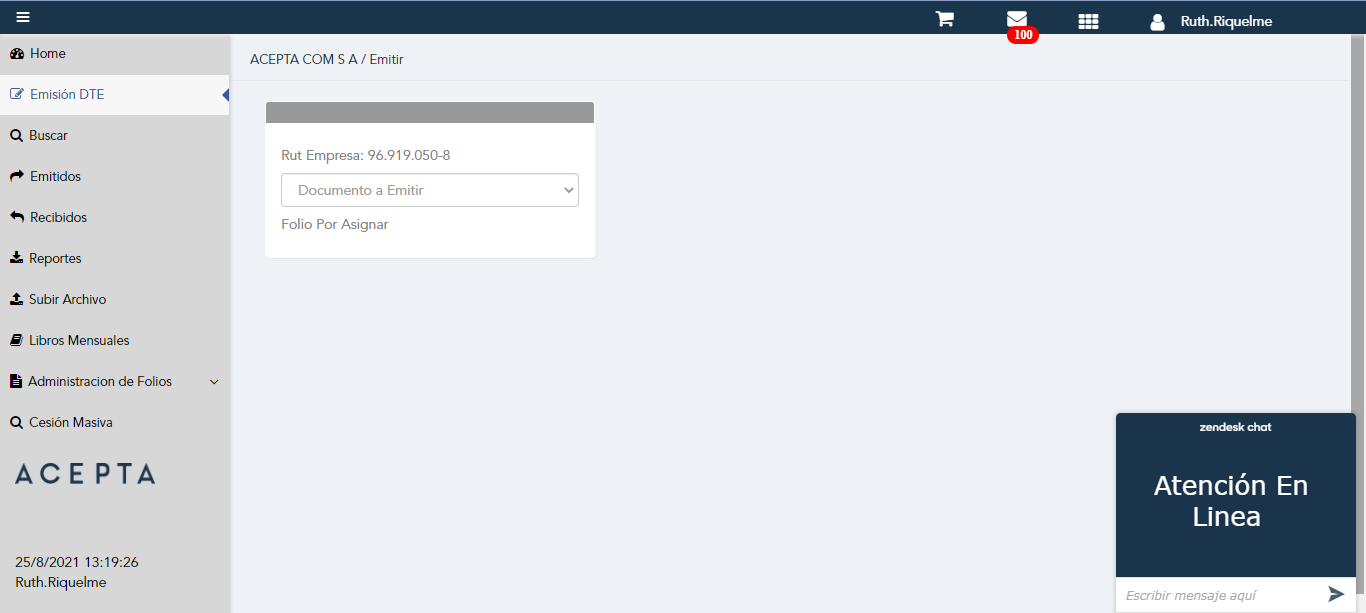 100
Ruth.Riquelme
Home
Emisión DTE
Buscar
Emitidos
Recibidos
Reportes
Subir Archivo
Libros Mensuales
Administracion de Folios
Cesión Masiva
ACEPTA
25/8/2021 13:19:26
Ruth.Riquelme
ACEPTA COM S A / Emitir
Rut Empresa: 96.919.050-8
Documento a Emitir
Folio Por Asignar
zendesk chat
Atención En
Linea
Escribir mensaje aquí